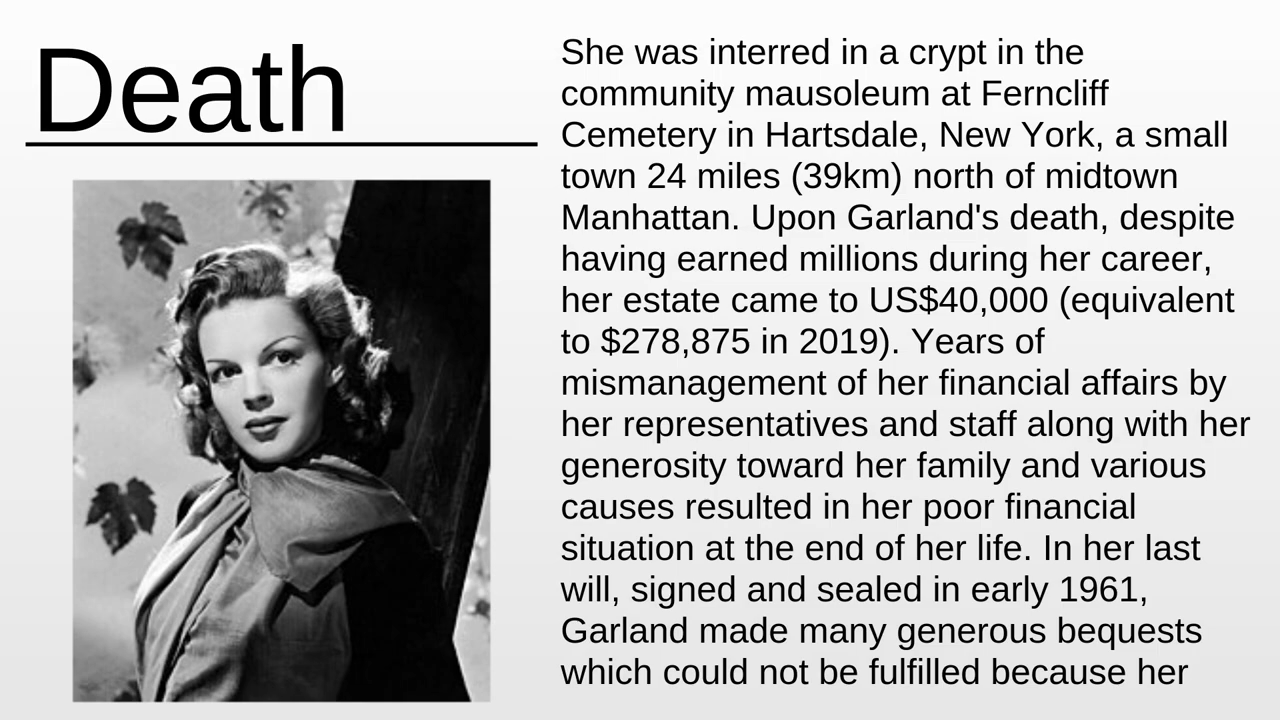 Death
She was interred in a crypt in the
community mausoleum at Ferncliff
Cemetery in Hartsdale, New York, a small
town 24 miles (39km) north of midtown
Manhattan. Upon Garland's death, despite
having earned millions during her career,
her estate came to US$40,000 (equivalent
to $278,875 in 2019). Years of
mismanagement of her financial affairs by
her representatives and staff along with her
generosity toward her family and various
causes resulted in her poor financial
situation at the end of her life. In her last
will, signed and sealed in early 1961,
Garland made many generous bequests
which could not be fulfilled because her